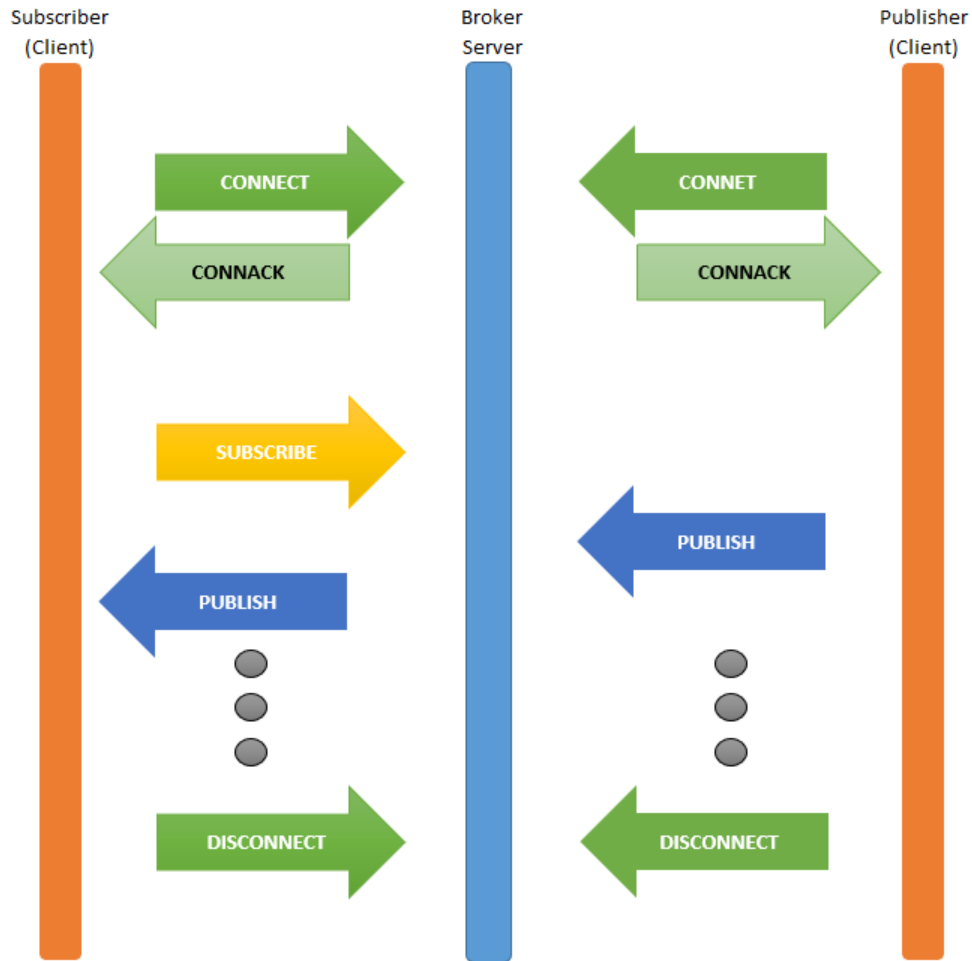 Subscriber
(Client)
Broker
Server
Publisher
(Client)
CONNECT
CONNET
CONNACK
CONNACK
SUBSCRIBE
PUBLISH
PUBLISH
DISCONNECT
DISCONNECT